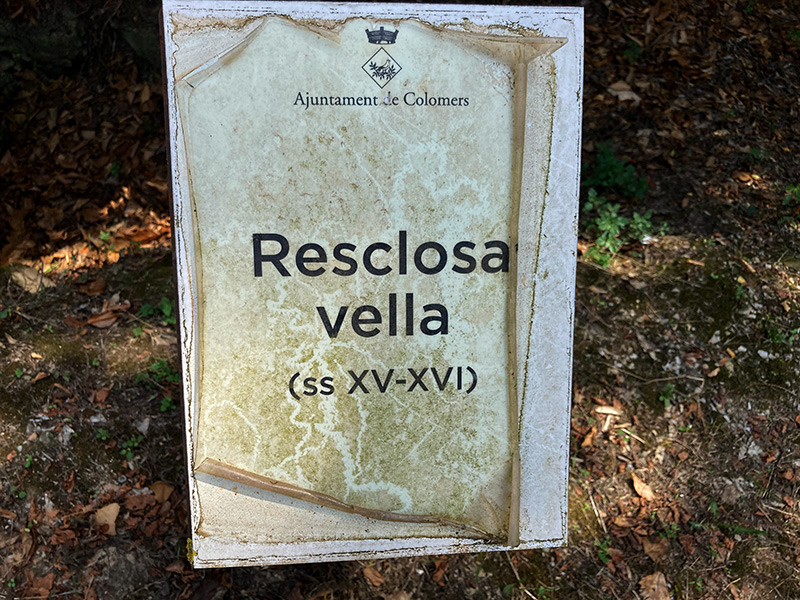 Ajuntament de Colomers
Resclosa
vella
(ss XV-XVI)